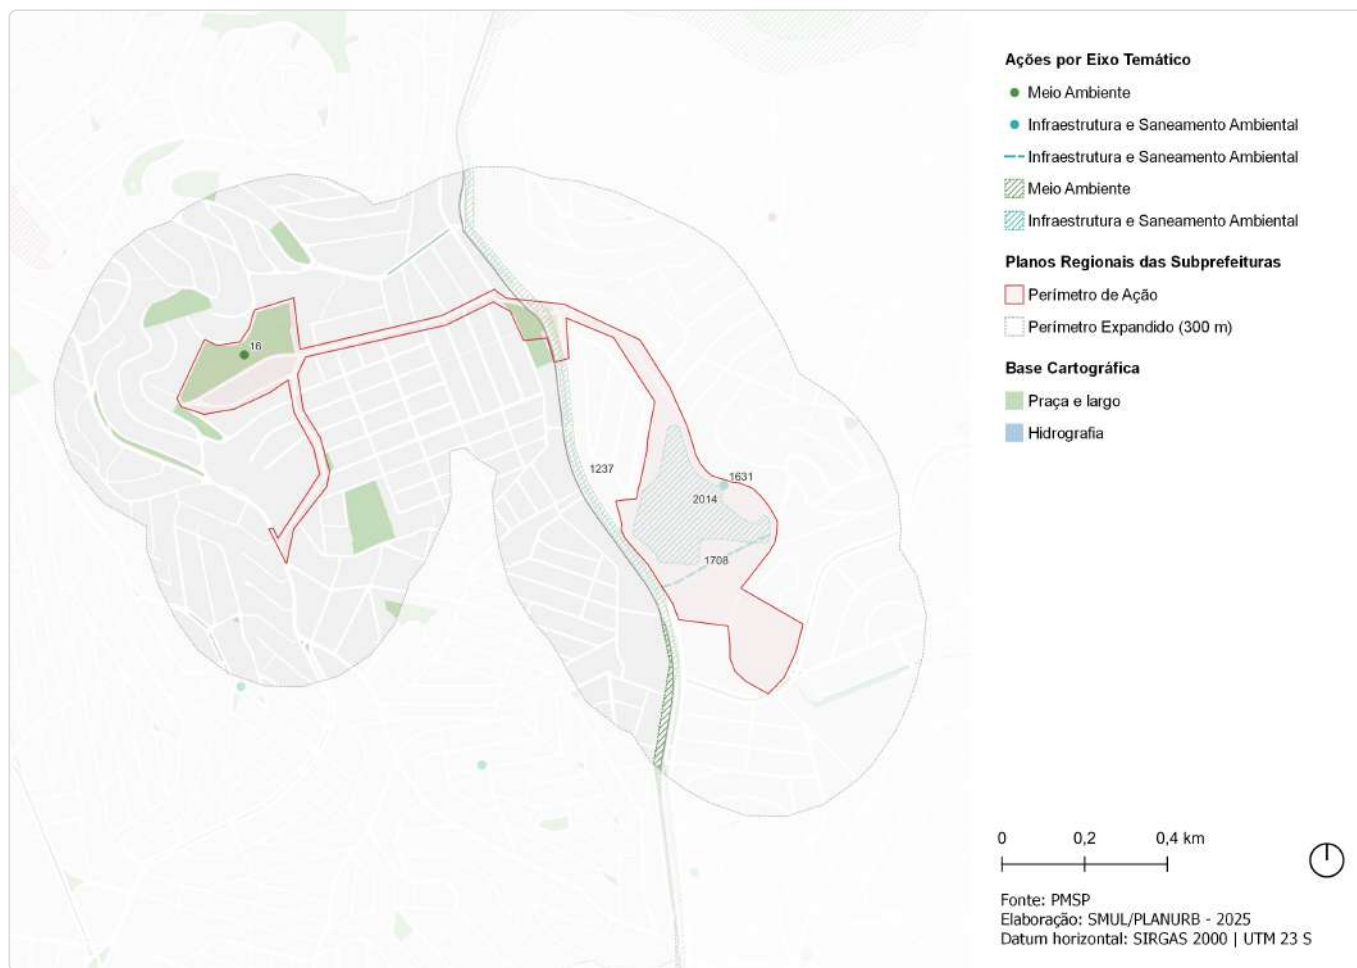 Ações por Eixo Temático
Meio Ambiente
Infraestrutura e Saneamento Ambiental
Infraestrutura e Saneamento Ambiental
Meio Ambiente
Infraestrutura e Saneamento Ambiental
Planos Regionais das Subprefeituras
Perímetro de Ação
Perímetro Expandido (300 m)
Base Cartográfica
Praça e largo
Hidrografia
16
1237
1631
2014
1708
0 0,2 0,4 km
Fonte: PMSP
Elaboração: SMUL/PLANURB - 2025
Datum horizontal: SIRGAS 2000 | UTM 23 S